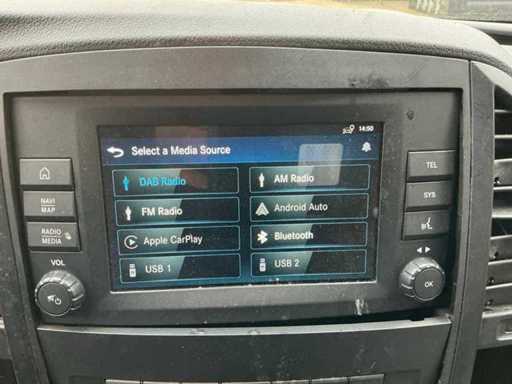 14:50
Select a Media Source
DAB Radio
AM Radio
FM Radio
Android Auto
Apple CarPlay
Bluetooth
USB 1
USB 2
NAVI
MAP
RADIO
MEDIA
VOL
TEL
SYS
OK